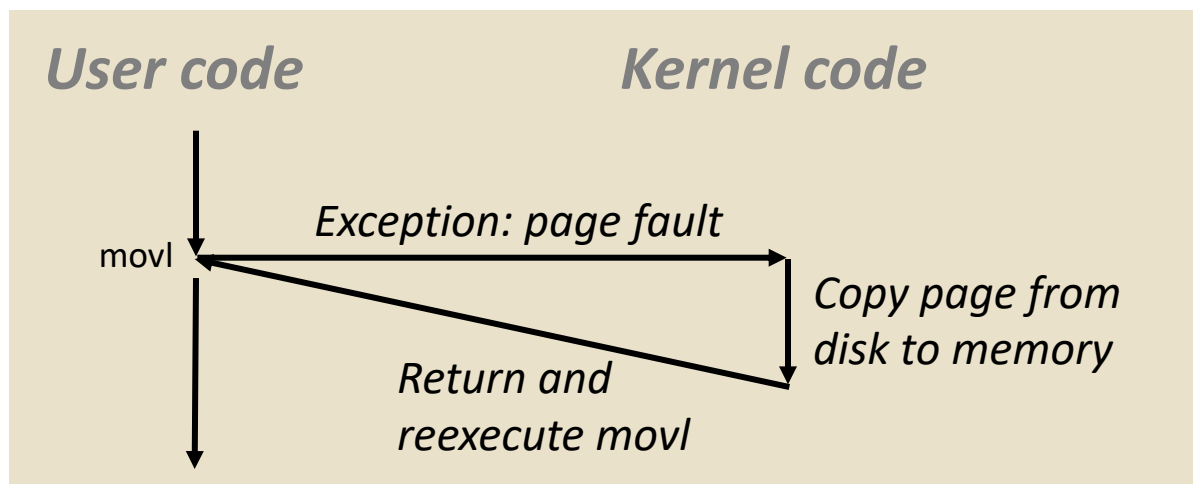 User code
Kernel code
Exception: page fault
movl
Copy page from
disk to memory
Return and
reexecute movl